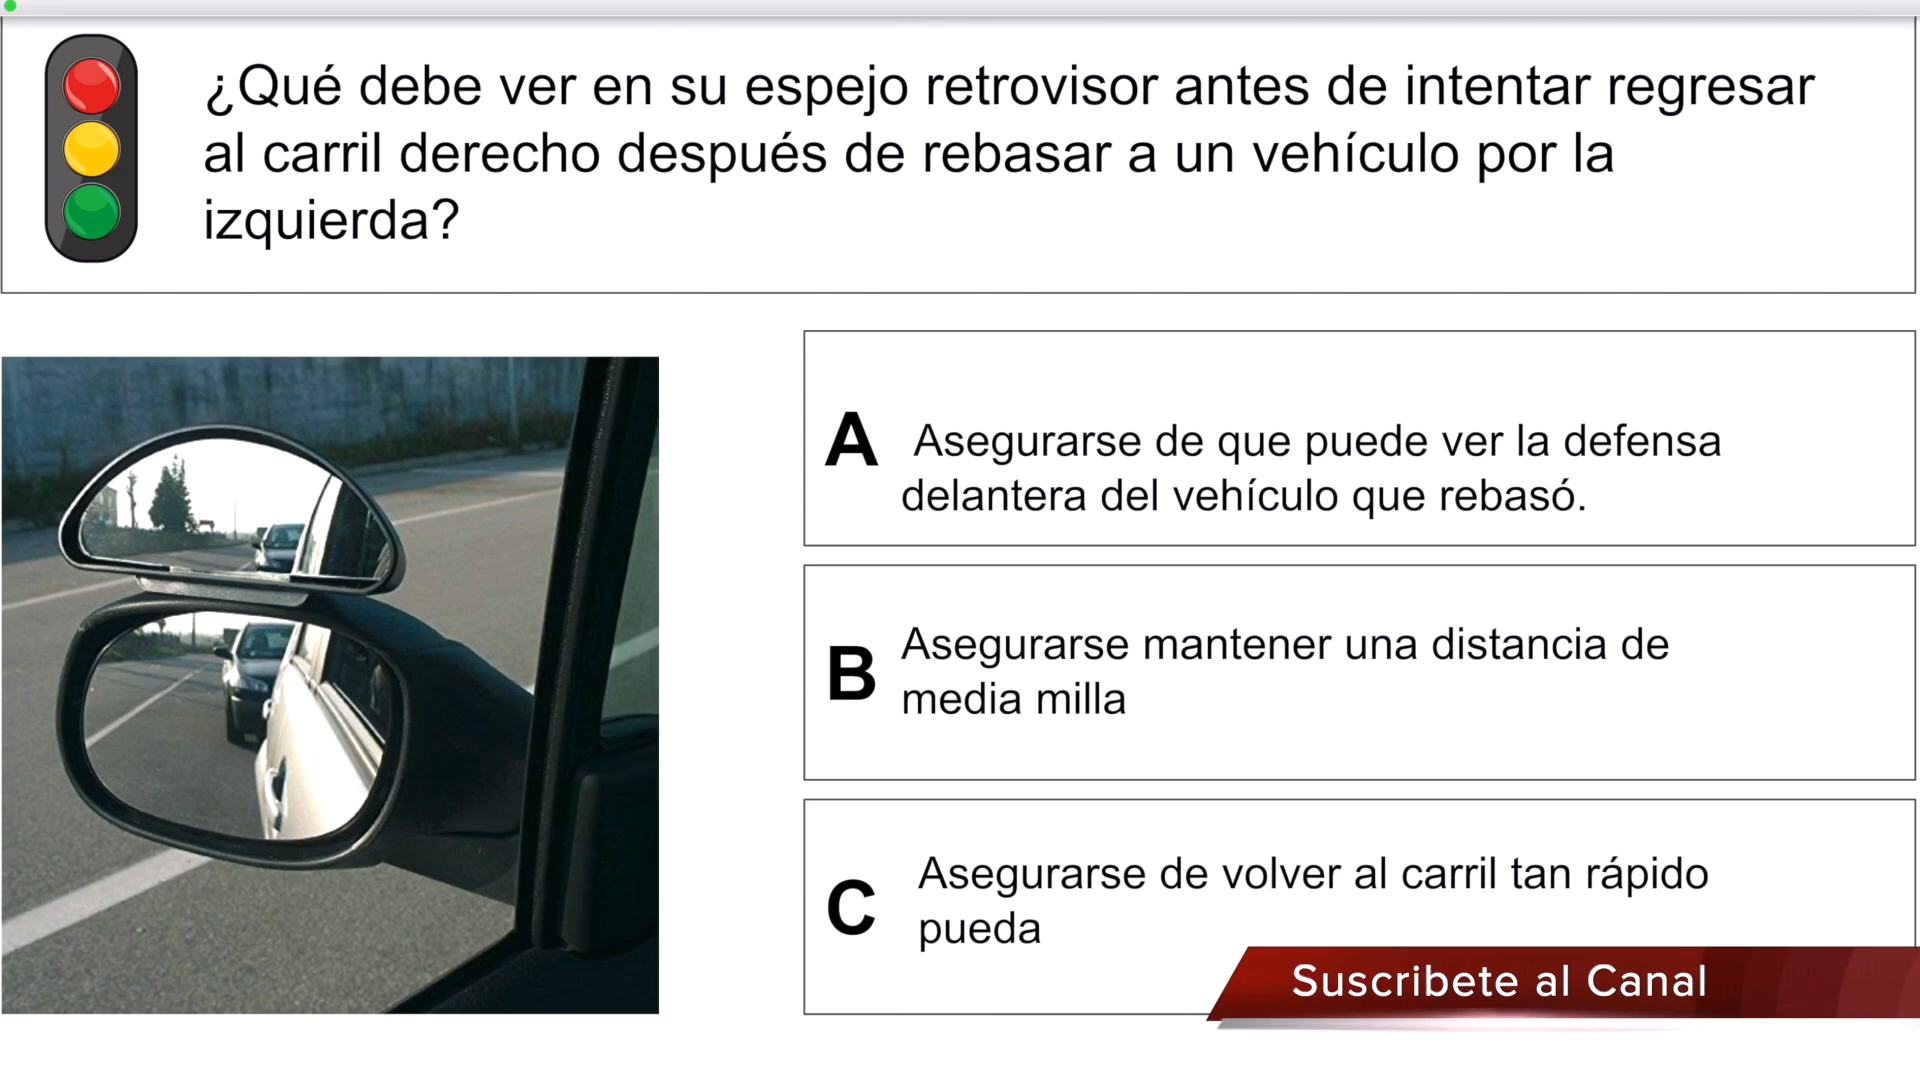 ¿Qué debe ver en su espejo retrovisor antes de intentar regresar
al carril derecho después de rebasar a un vehículo por la
izquierda?
A Asegurarse de que puede ver la defensa
delantera del vehículo que rebasó.
B Asegurarse mantener una distancia de
media milla
C Asegurarse de volver al carril tan rápido
pueda
Suscribete al Canal